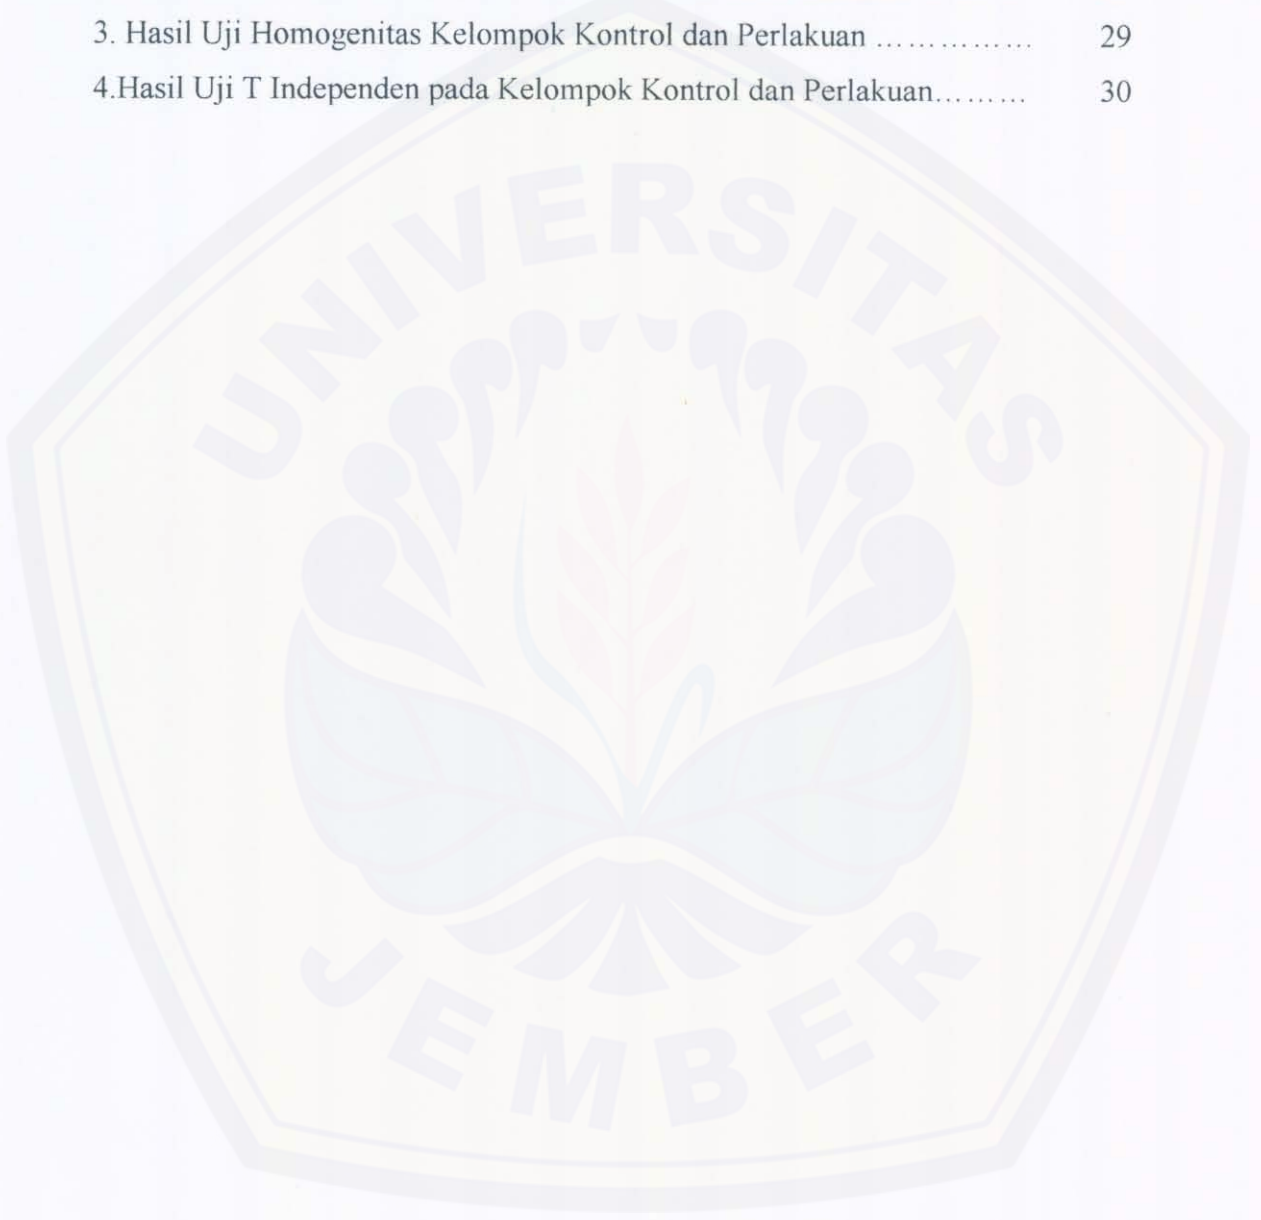 3. Hasil Uji Homogenitas Kelompok Kontrol dan Perlakuan …………… 29
4.Hasil Uji T Independen pada Kelompok Kontrol dan Perlakuan……… 30
UNIVERSITAS
JEMBER